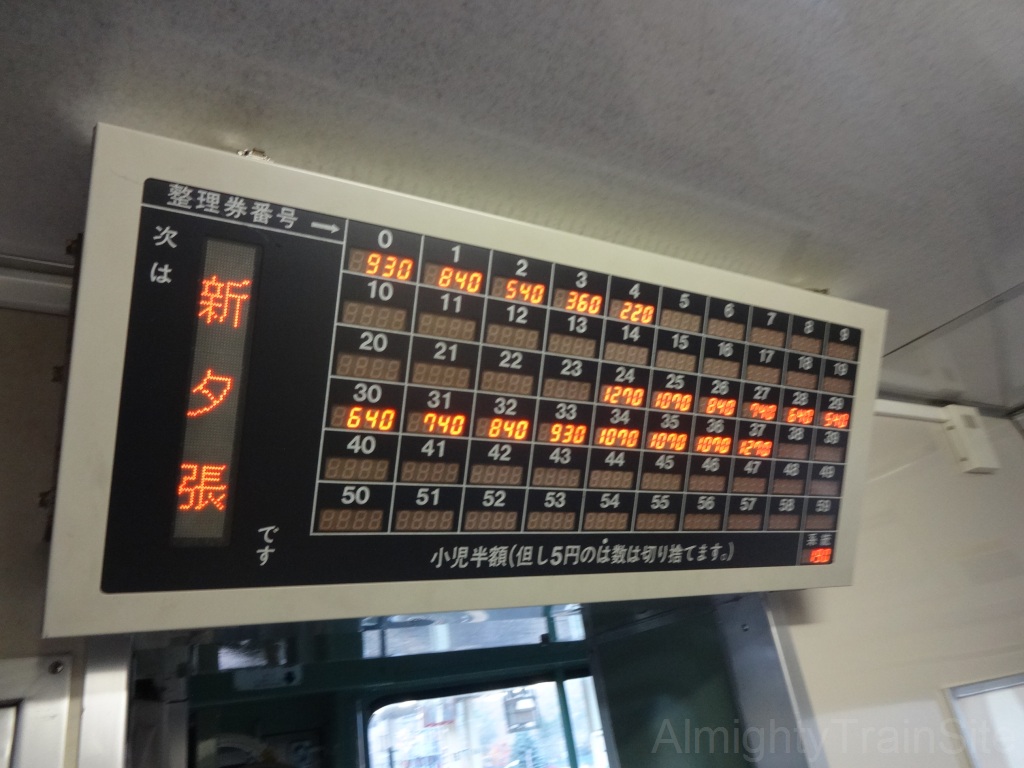 整理券番号 →
次は
新夕張
です
0 1 2 3 4 5 6 7 8 9
930 840 540 360 220
10 11 12 13 14 15 16 17 18 19
20 21 22 23 24 25 26 27 28 29
1270 1070 840 740 640 540
30 31 32 33 34 35 36 37 38 39
640 740 840 930 1070 1070 1070 1270
40 41 42 43 44 45 46 47 48 49
50 51 52 53 54 55 56 57 58 59
小児半額(但し5円のは数は切り捨てます。)
AlmightyTrainSite